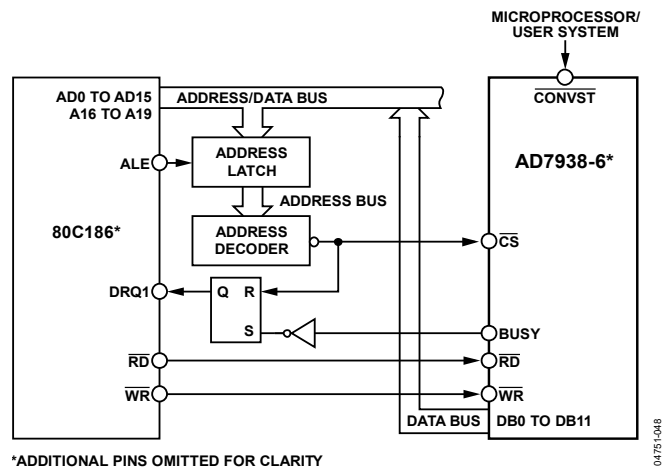 MICROPROCESSOR/
USER SYSTEM
AD0 TO AD15
A16 TO A19
ADDRESS/DATA BUS
CONVST
ALE
ADDRESS
LATCH
AD7938-6*
ADDRESS BUS
80C186*
ADDRESS
DECODER
CS
DRQ1
Q R
S
BUSY
RD
RD
WR
WR
DATA BUS
DB0 TO DB11
*ADDITIONAL PINS OMITTED FOR CLARITY
04751-048